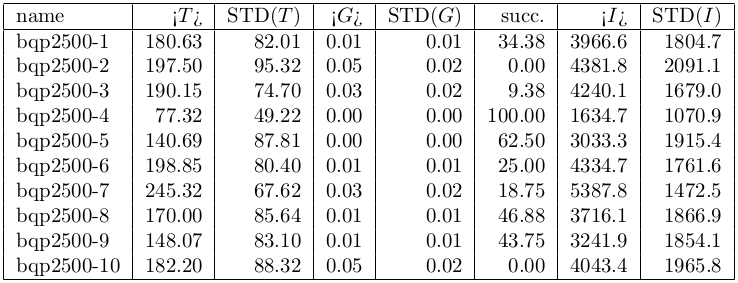 name ¡T¿ STD(T) ¡G¿ STD(G) succ. ¡I¿ STD(I)
bqp2500-1 180.63 82.01 0.01 0.01 34.38 3966.6 1804.7
bqp2500-2 197.50 95.32 0.05 0.02 0.00 4381.8 2091.1
bqp2500-3 190.15 74.70 0.03 0.02 9.38 4240.1 1679.0
bqp2500-4 77.32 49.22 0.00 0.00 100.00 1634.7 1070.9
bqp2500-5 140.69 87.81 0.00 0.00 62.50 3033.3 1915.4
bqp2500-6 198.85 80.40 0.01 0.01 25.00 4334.7 1761.6
bqp2500-7 245.32 67.62 0.03 0.02 18.75 5387.8 1472.5
bqp2500-8 170.00 85.64 0.01 0.01 46.88 3716.1 1866.9
bqp2500-9 148.07 83.10 0.01 0.01 43.75 3241.9 1854.1
bqp2500-10 182.20 88.32 0.05 0.02 0.00 4043.4 1965.8